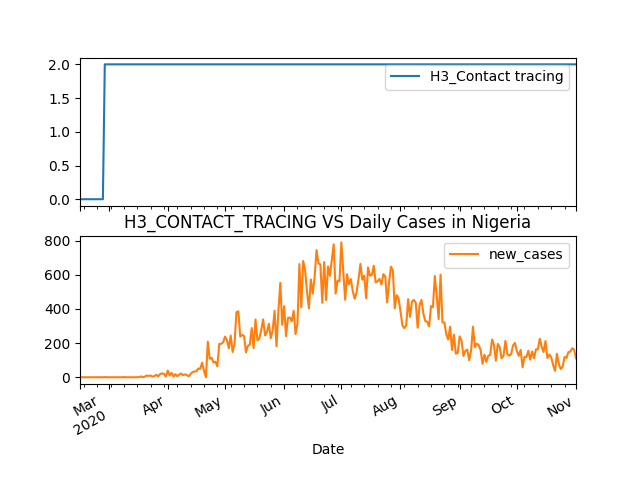 2.0
1.5
1.0
0.5
0.0
H3_Contact tracing
H3_CONTACT_TRACING VS Daily Cases in Nigeria
800
600
400
200
0
new_cases
Mar
2020
Apr
May
Jun
Jul
Aug
Sep
Oct
Nov
Date